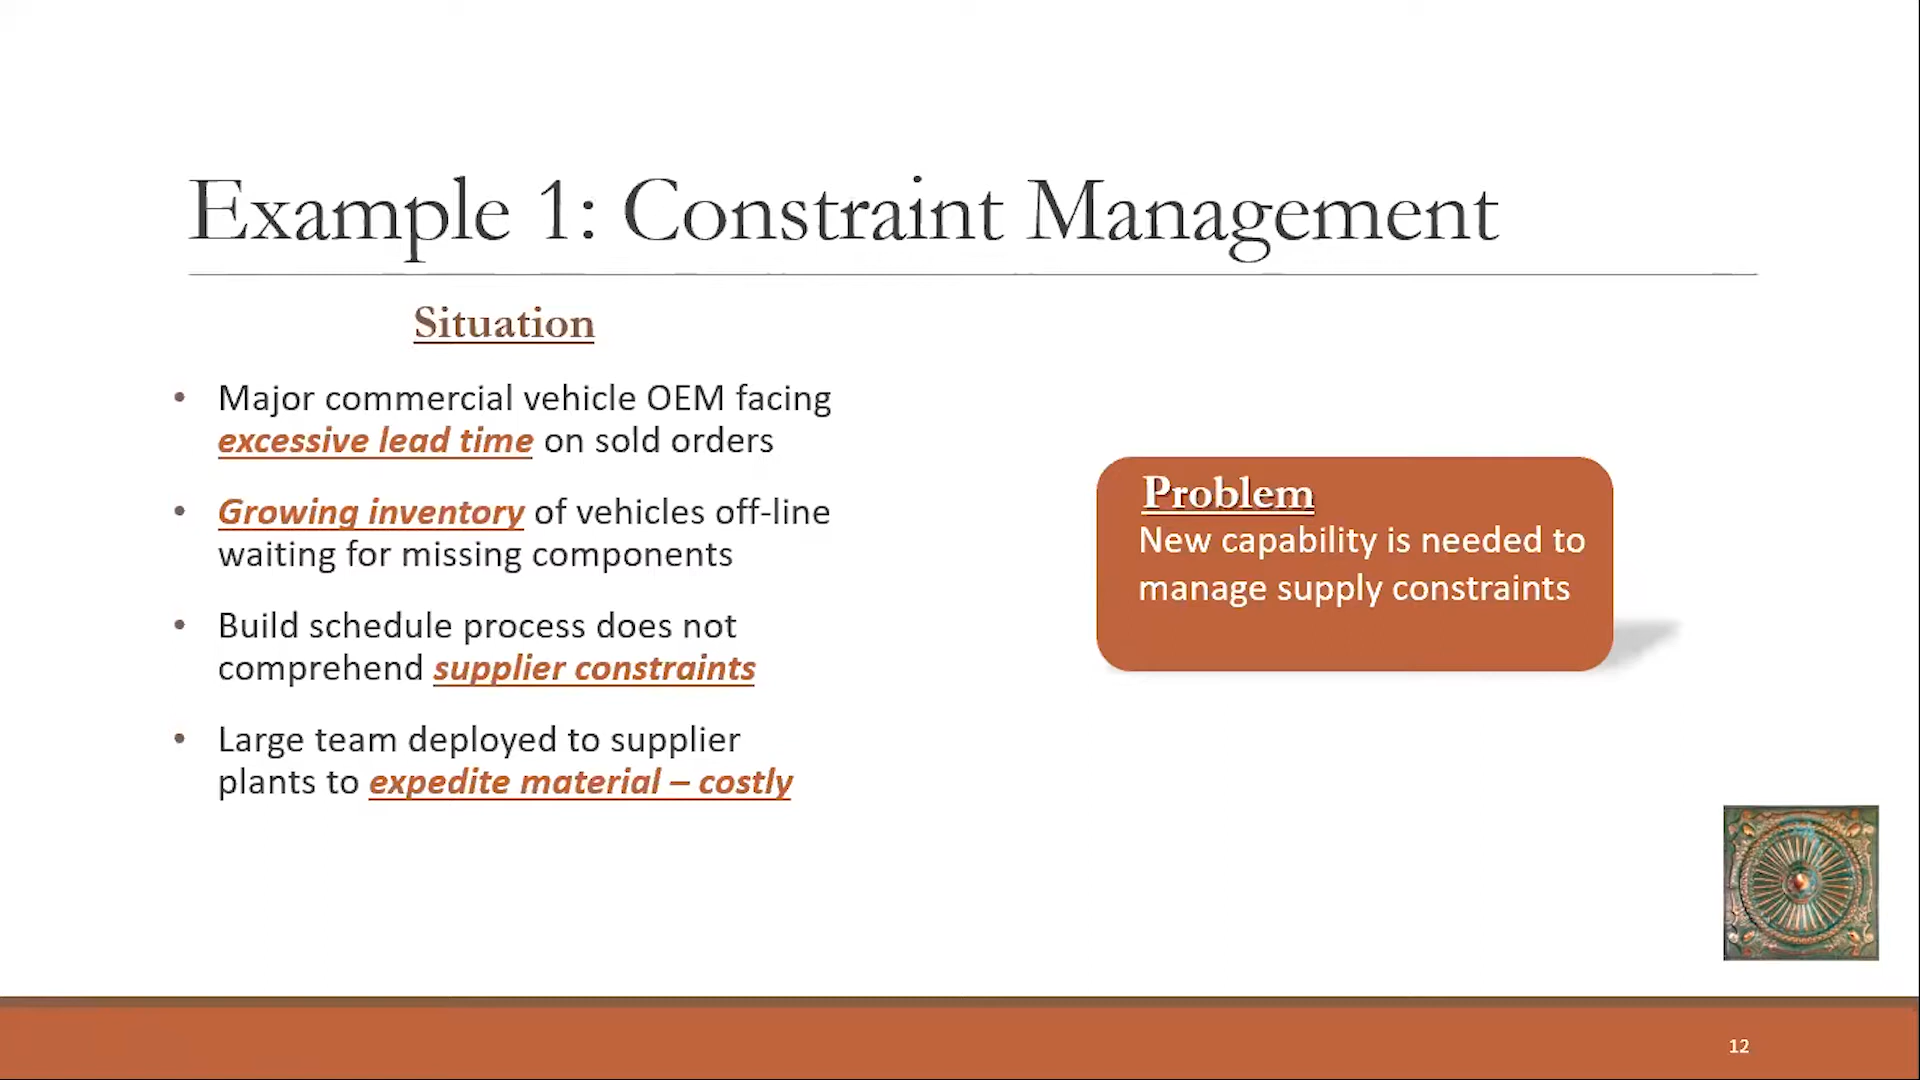 Example 1: Constraint Management
Situation
• Major commercial vehicle OEM facing
excessive lead time on sold orders
• Growing inventory of vehicles off-line
waiting for missing components
• Build schedule process does not
comprehend supplier constraints
• Large team deployed to supplier
plants to expedite material – costly
Problem
New capability is needed to
manage supply constraints
12